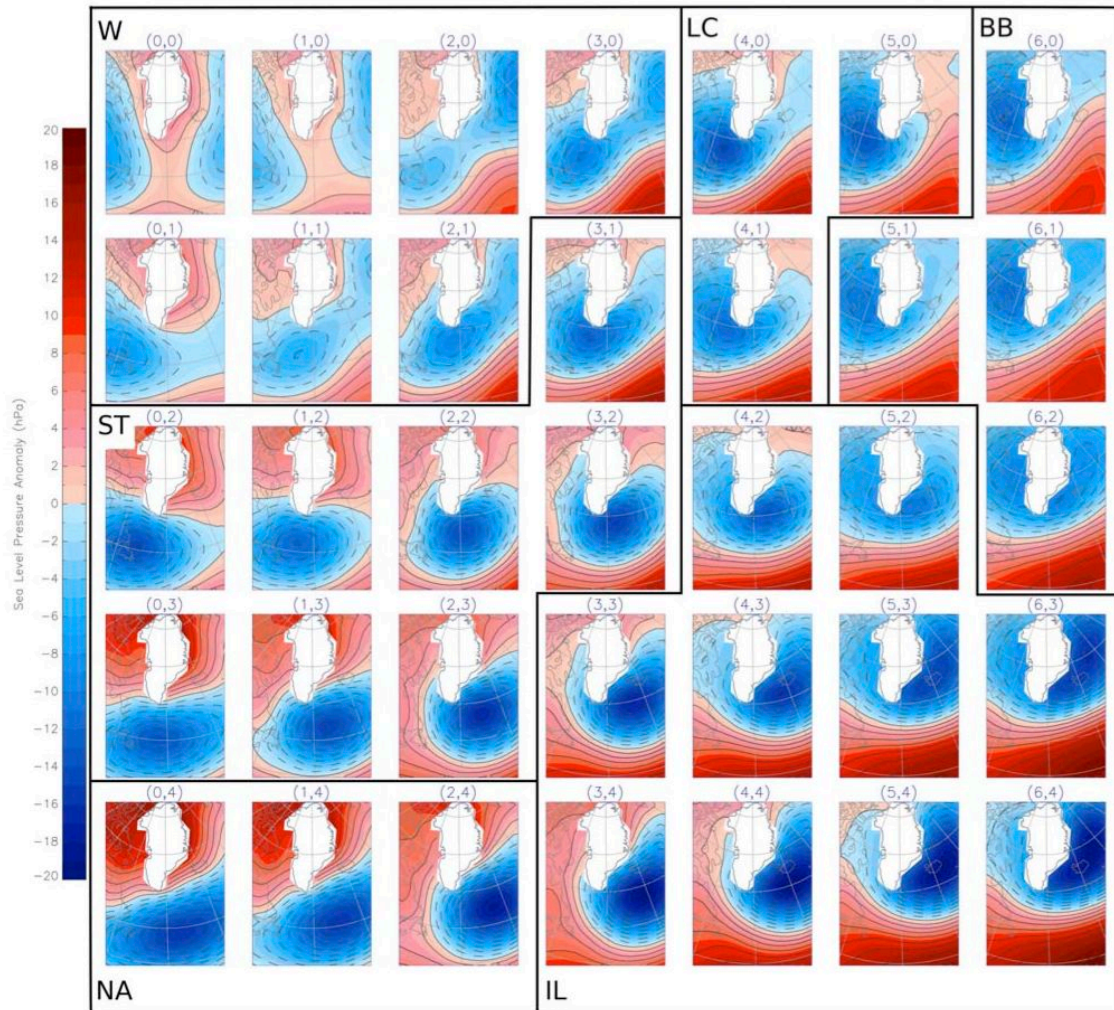 W LC BB
(0,0) (1,0) (2,0) (3,0) (4,0) (5,0) (6,0)
20
18
16
(0,1) (1,1) (2,1) (3,1) (4,1) (5,1) (6,1)
14
12
10
8
6
ST
(0,2) (1,2) (2,2) (3,2) (4,2) (5,2) (6,2)
4
2
0
-2
-4
Sea Level Pressure Anomaly (hPa)
-6
(0,3) (1,3) (2,3) (3,3) (4,3) (5,3) (6,3)
-8
-10
-12
-14
-16
(0,4) (1,4) (2,4) (3,4) (4,4) (5,4) (6,4)
-18
-20
NA IL